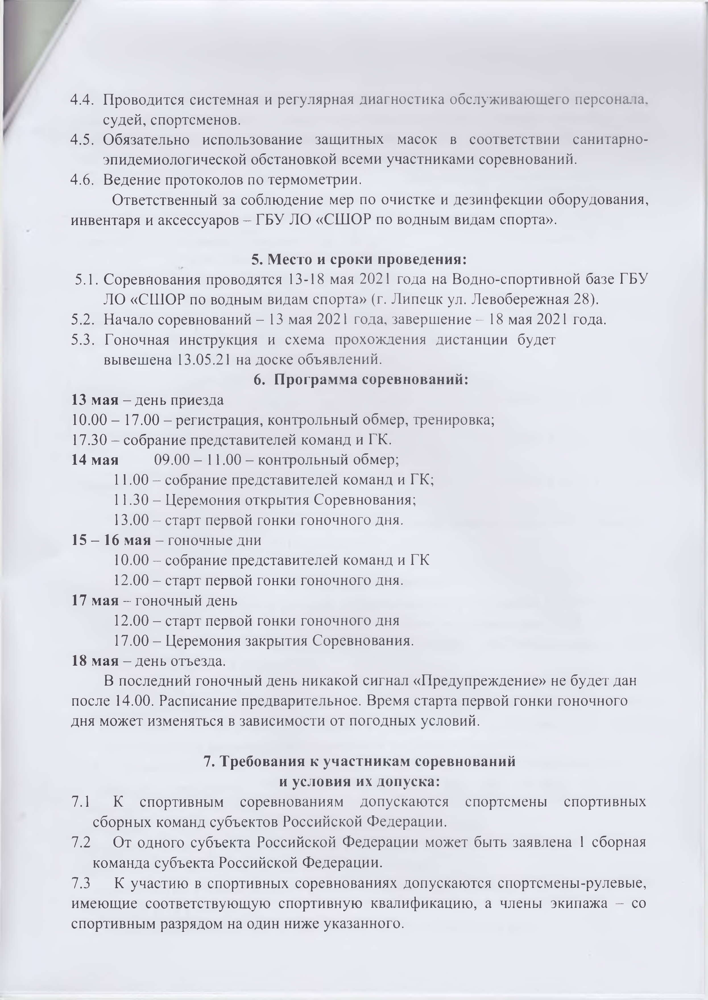 4.4. Проводится системная и регулярная диагностика обслуживающего персонала,
судей, спортсменов.
4.5. Обязательно использование защитных масок в соответствии санитарно-
эпидемиологической обстановкой всеми участниками соревнований.
4.6. Ведение протоколов по термометрии.
Ответственный за соблюдение мер по очистке и дезинфекции оборудования,
инвентаря и аксессуаров – ГБУ ЛО «СШОР по водным видам спорта».
5. Место и сроки проведения:
5.1. Соревнования проводятся 13-18 мая 2021 года на Водно-спортивной базе ГБУ
ЛО «СШОР по водным видам спорта» (г. Липецк ул. Левобережная 28).
5.2. Начало соревнований – 13 мая 2021 года, завершение – 18 мая 2021 года.
5.3. Гоночная инструкция и схема прохождения дистанции будет
вывешена 13.05.21 на доске объявлений.
6. Программа соревнований:
13 мая – день приезда
10.00 – 17.00 – регистрация, контрольный обмер, тренировка;
17.30 – собрание представителей команд и ГК.
14 мая 09.00 – 11.00 – контрольный обмер;
11.00 – собрание представителей команд и ГК;
11.30 – Церемония открытия Соревнования;
13.00 – старт первой гонки гоночного дня.
15 – 16 мая – гоночные дни
10.00 – собрание представителей команд и ГК
12.00 – старт первой гонки гоночного дня.
17 мая – гоночный день
12.00 – старт первой гонки гоночного дня
17.00 – Церемония закрытия Соревнования.
18 мая – день отъезда.
В последний гоночный день никакой сигнал «Предупреждение» не будет дан
после 14.00. Расписание предварительное. Время старта первой гонки гоночного
дня может изменяться в зависимости от погодных условий.
7. Требования к участникам соревнований
и условия их допуска:
7.1 К спортивным соревнованиям допускаются спортсмены спортивных
сборных команд субъектов Российской Федерации.
7.2 От одного субъекта Российской Федерации может быть заявлена 1 сборная
команда субъекта Российской Федерации.
7.3 К участию в спортивных соревнованиях допускаются спортсмены-рулевые,
имеющие соответствующую спортивную квалификацию, а члены экипажа – со
спортивным разрядом на один ниже указанного.